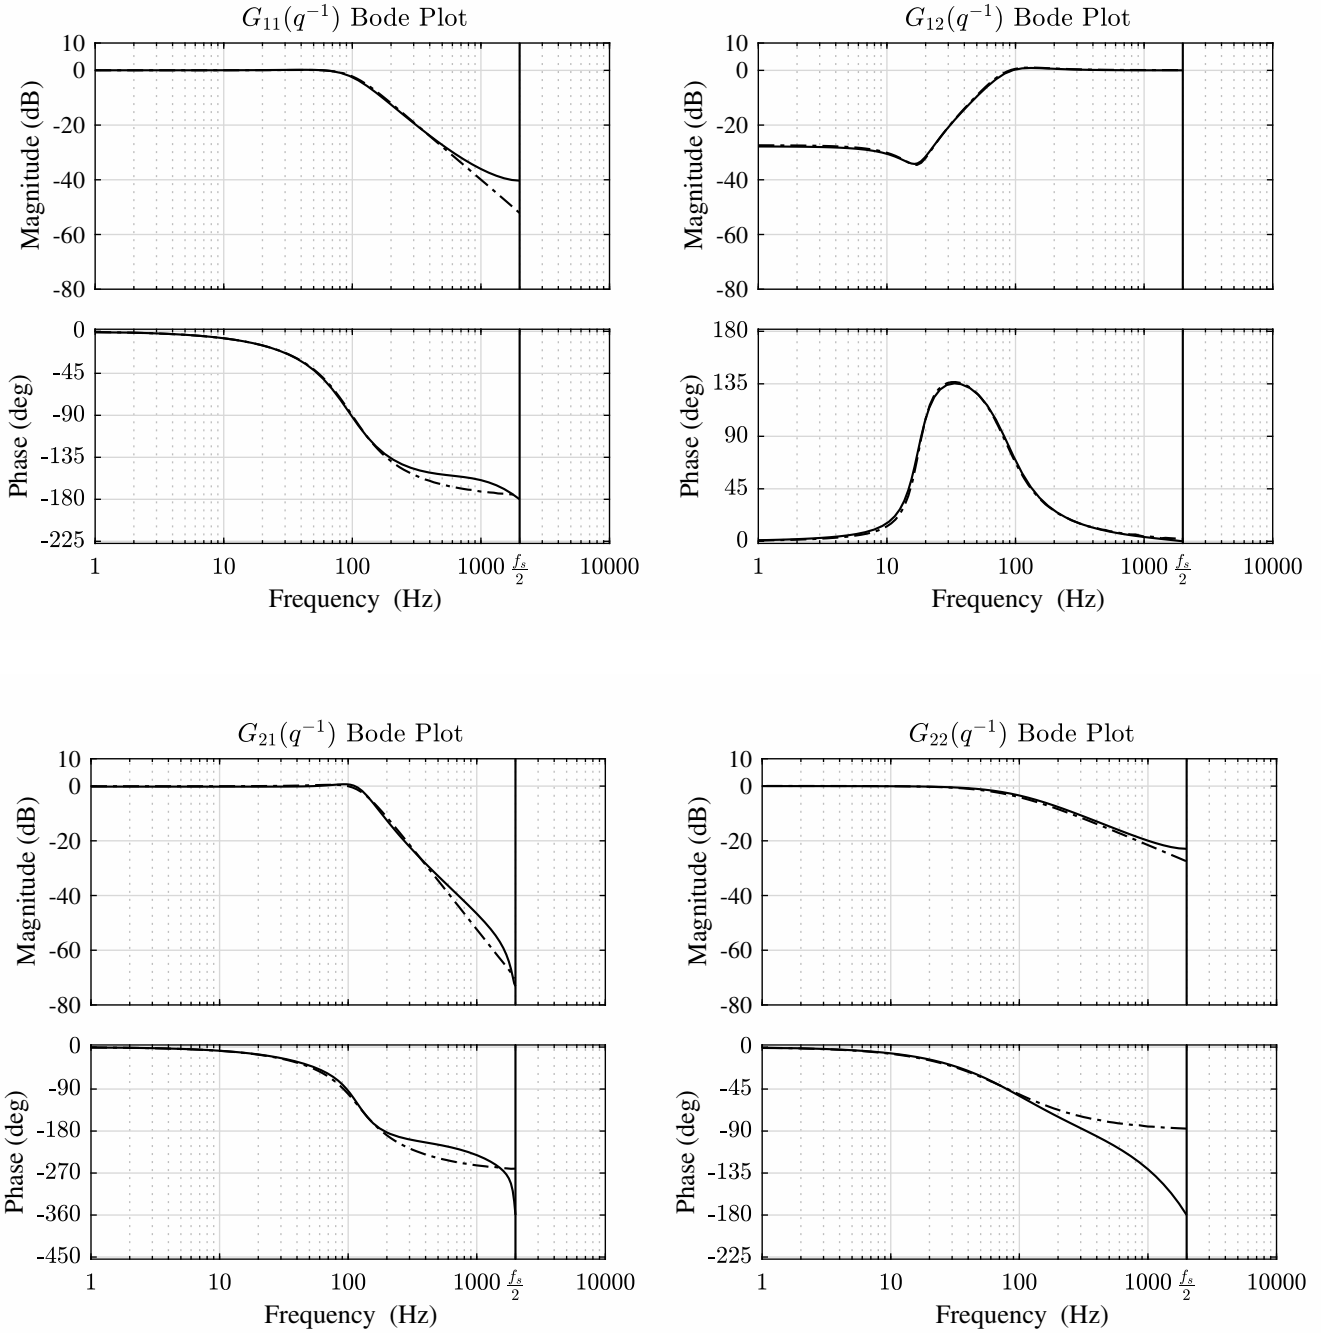 G₁₁(q⁻¹) Bode Plot
10
0
-20
-40
-60
-80
Magnitude (dB)
0
-45
-90
-135
-180
-225
Phase (deg)
1 10 100 1000 fₛ/2 10000
Frequency (Hz)
G₁₂(q⁻¹) Bode Plot
10
0
-20
-40
-60
-80
Magnitude (dB)
180
135
90
45
0
Phase (deg)
1 10 100 1000 fₛ/2 10000
Frequency (Hz)
G₂₁(q⁻¹) Bode Plot
10
0
-20
-40
-60
-80
Magnitude (dB)
0
-90
-180
-270
-360
-450
Phase (deg)
1 10 100 1000 fₛ/2 10000
Frequency (Hz)
G₂₂(q⁻¹) Bode Plot
10
0
-20
-40
-60
-80
Magnitude (dB)
0
-45
-90
-135
-180
-225
Phase (deg)
1 10 100 1000 fₛ/2 10000
Frequency (Hz)